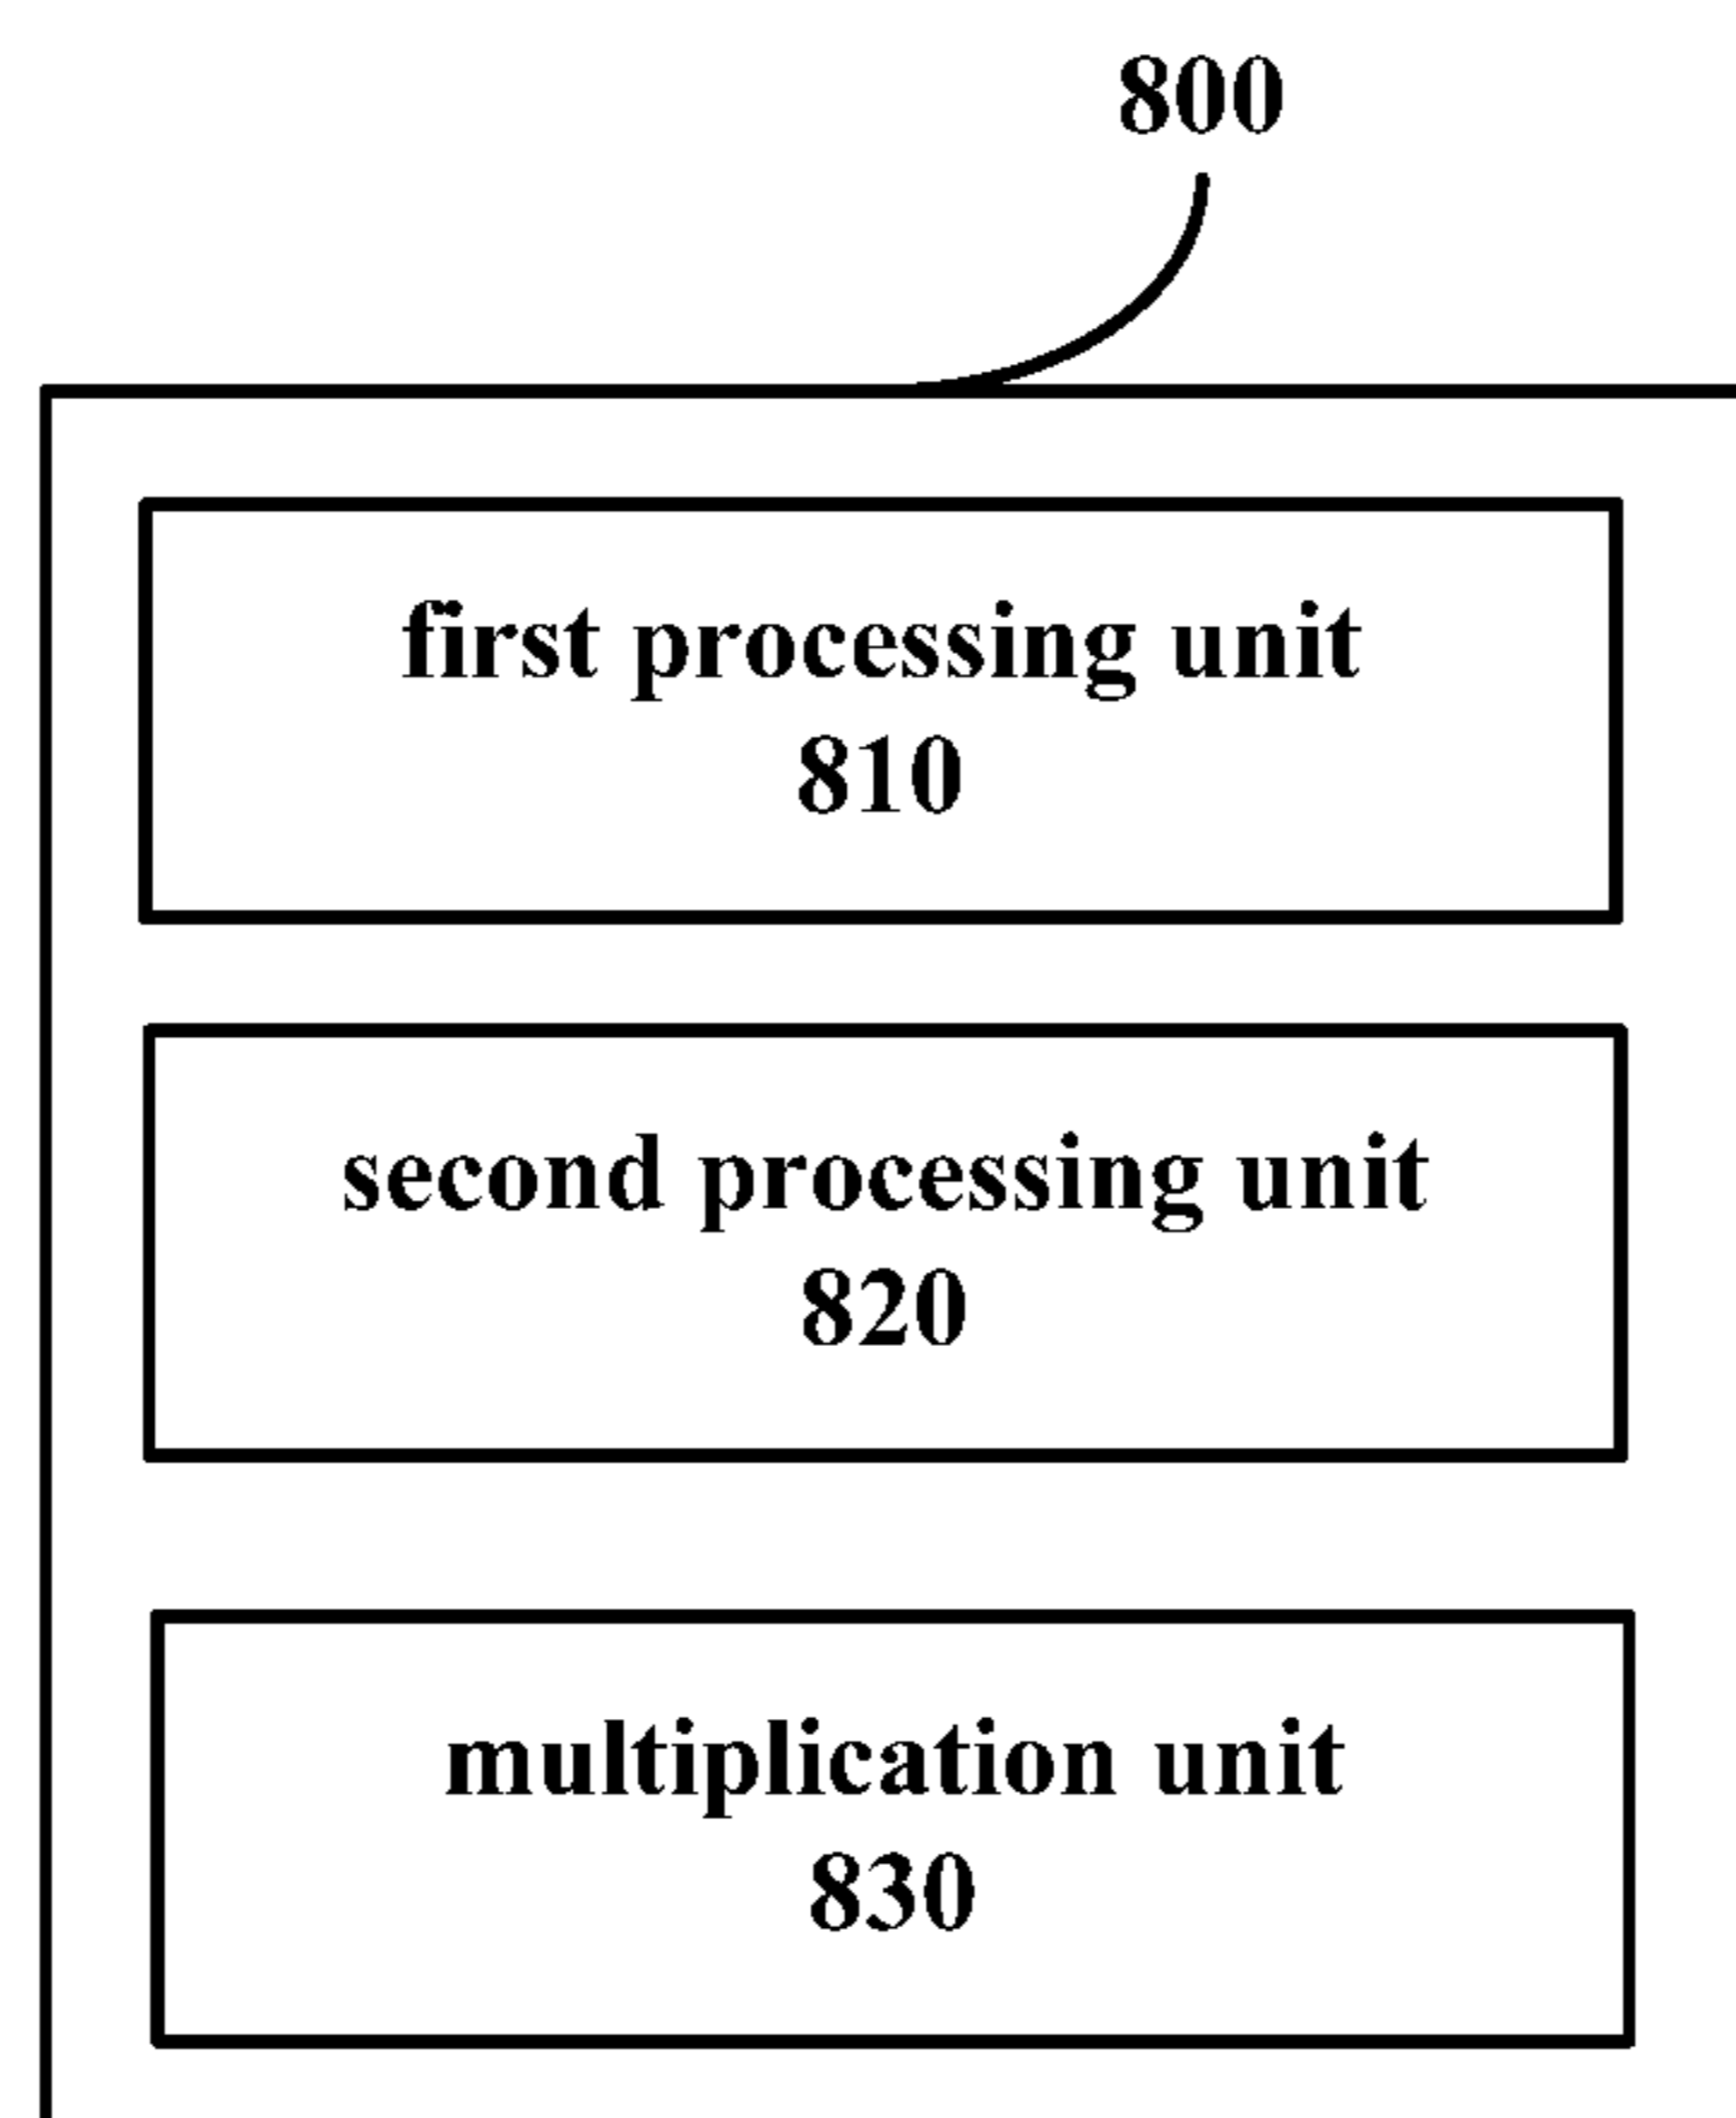 800
first processing unit
810
second processing unit
820
multiplication unit
830